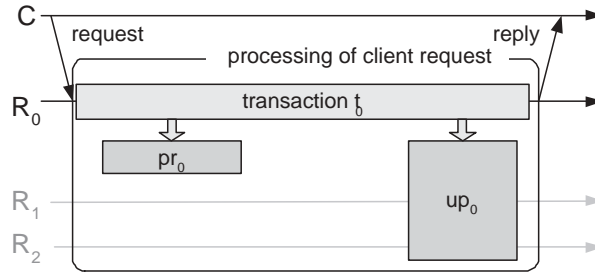 C
request
reply
processing of client request
R₀
transaction t₀
pr₀
R₁
up₀
R₂